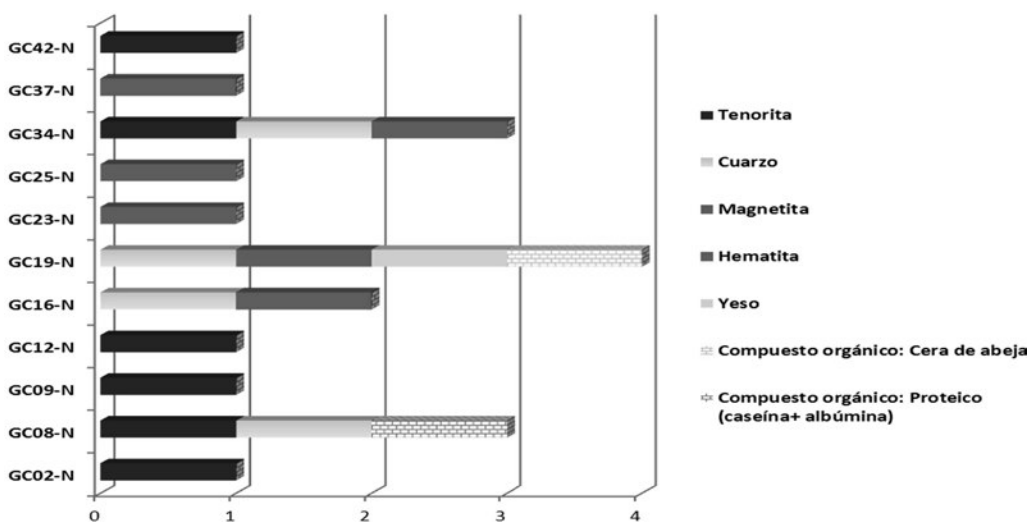 GC42-N
GC37-N
GC34-N
GC25-N
GC23-N
GC19-N
GC16-N
GC12-N
GC09-N
GC08-N
GC02-N
0 1 2 3 4
Tenorita
Cuarzo
Magnetita
Hematita
Yeso
Compuesto orgánico: Cera de abeja
Compuesto orgánico: Proteico
(caseína+ albúmina)